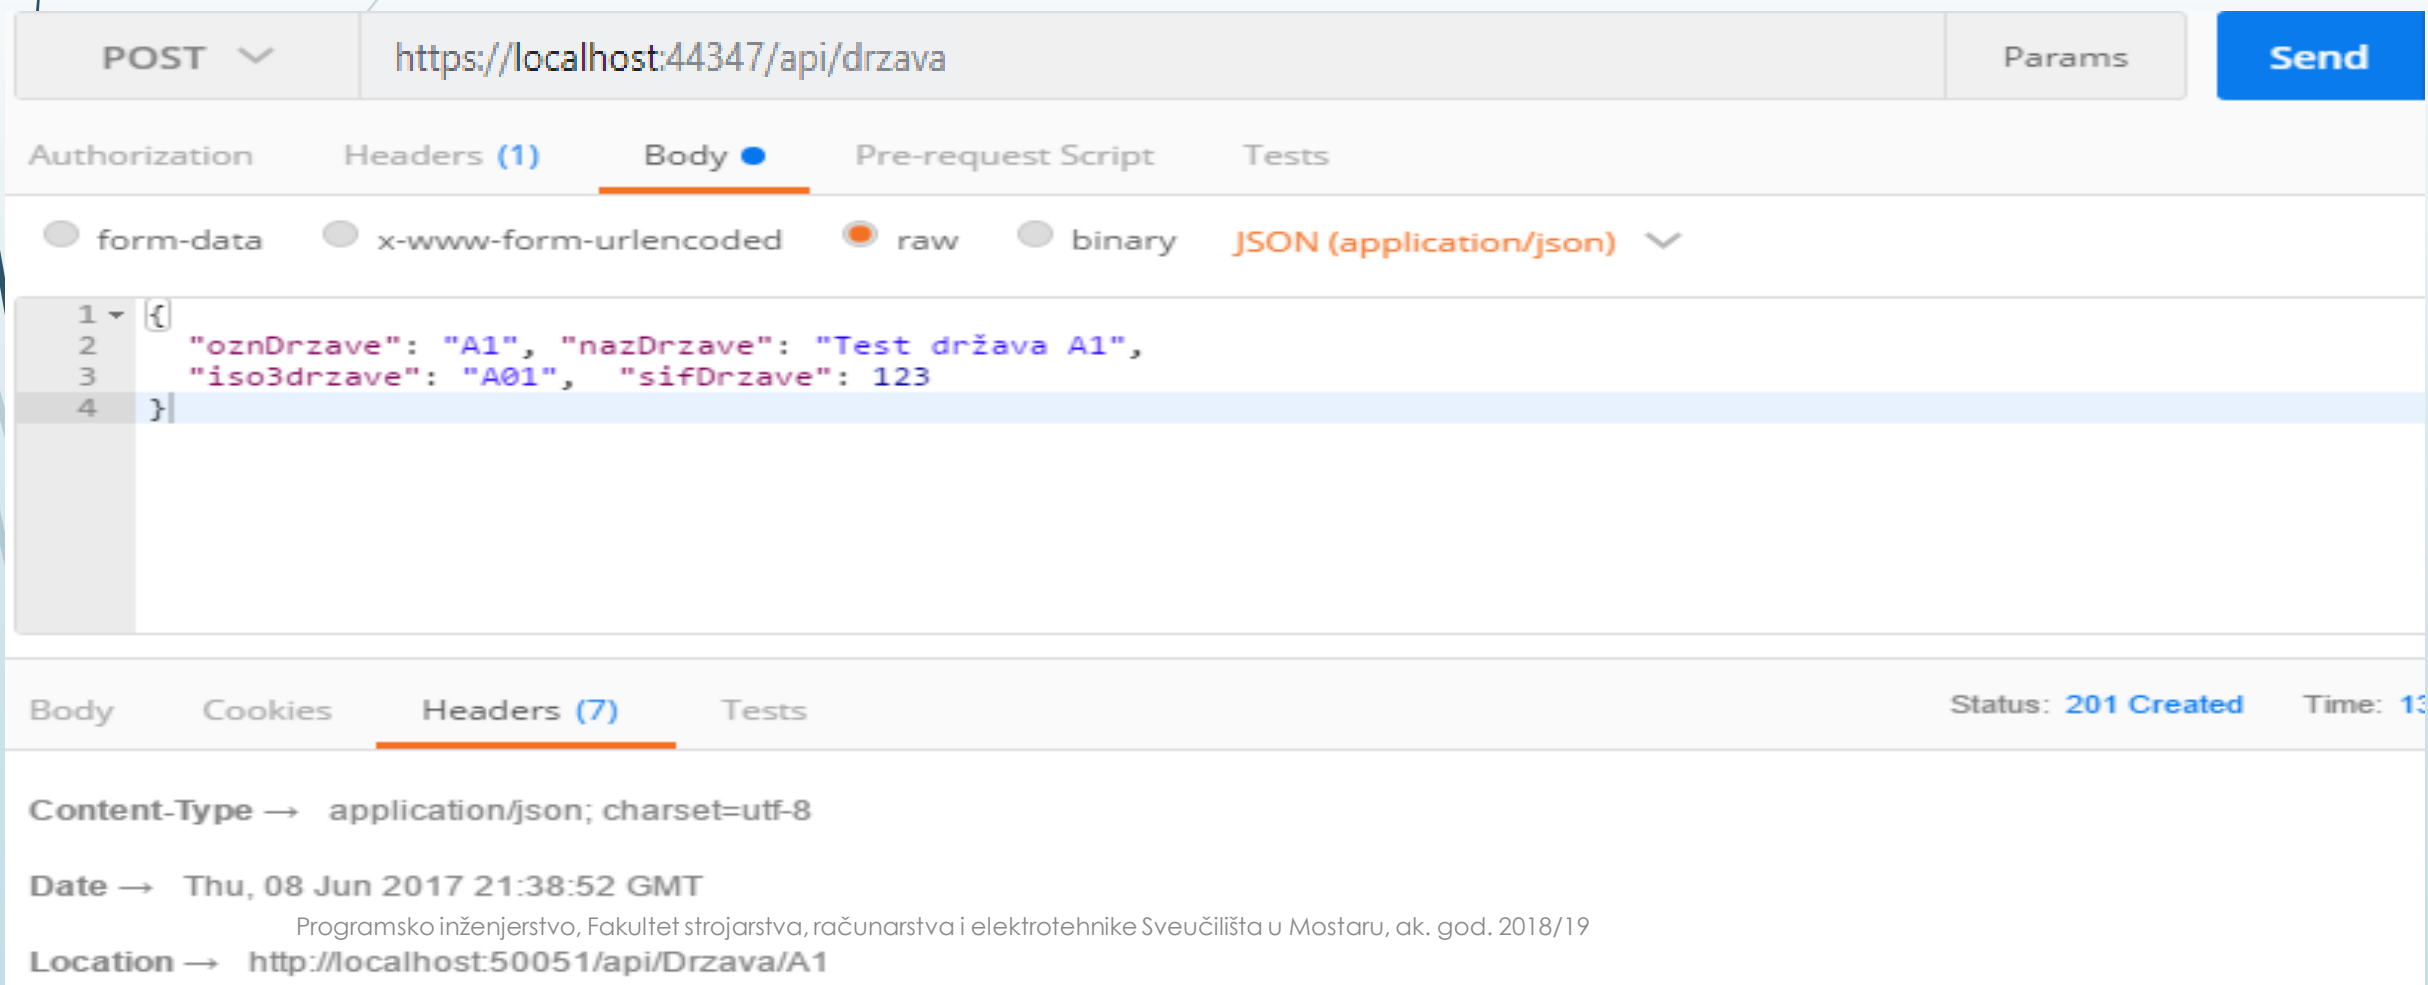 POST https://localhost:44347/api/drzava Params Send
Authorization Headers (1) Body Pre-request Script Tests
form-data x-www-form-urlencoded raw binary JSON (application/json)
1 {
2 "oznDrzave": "A1", "nazDrzave": "Test država A1",
3 "iso3drzave": "A01", "sifDrzave": 123
4 }
Body Cookies Headers (7) Tests Status: 201 Created Time:
Content-Type → application/json; charset=utf-8
Date → Thu, 08 Jun 2017 21:38:52 GMT
Programsko inženjerstvo, Fakultet strojarstva, računarstva i elektrotehnike Sveučilišta u Mostaru, ak. god. 2018/19
Location → http://localhost:50051/api/Drzava/A1